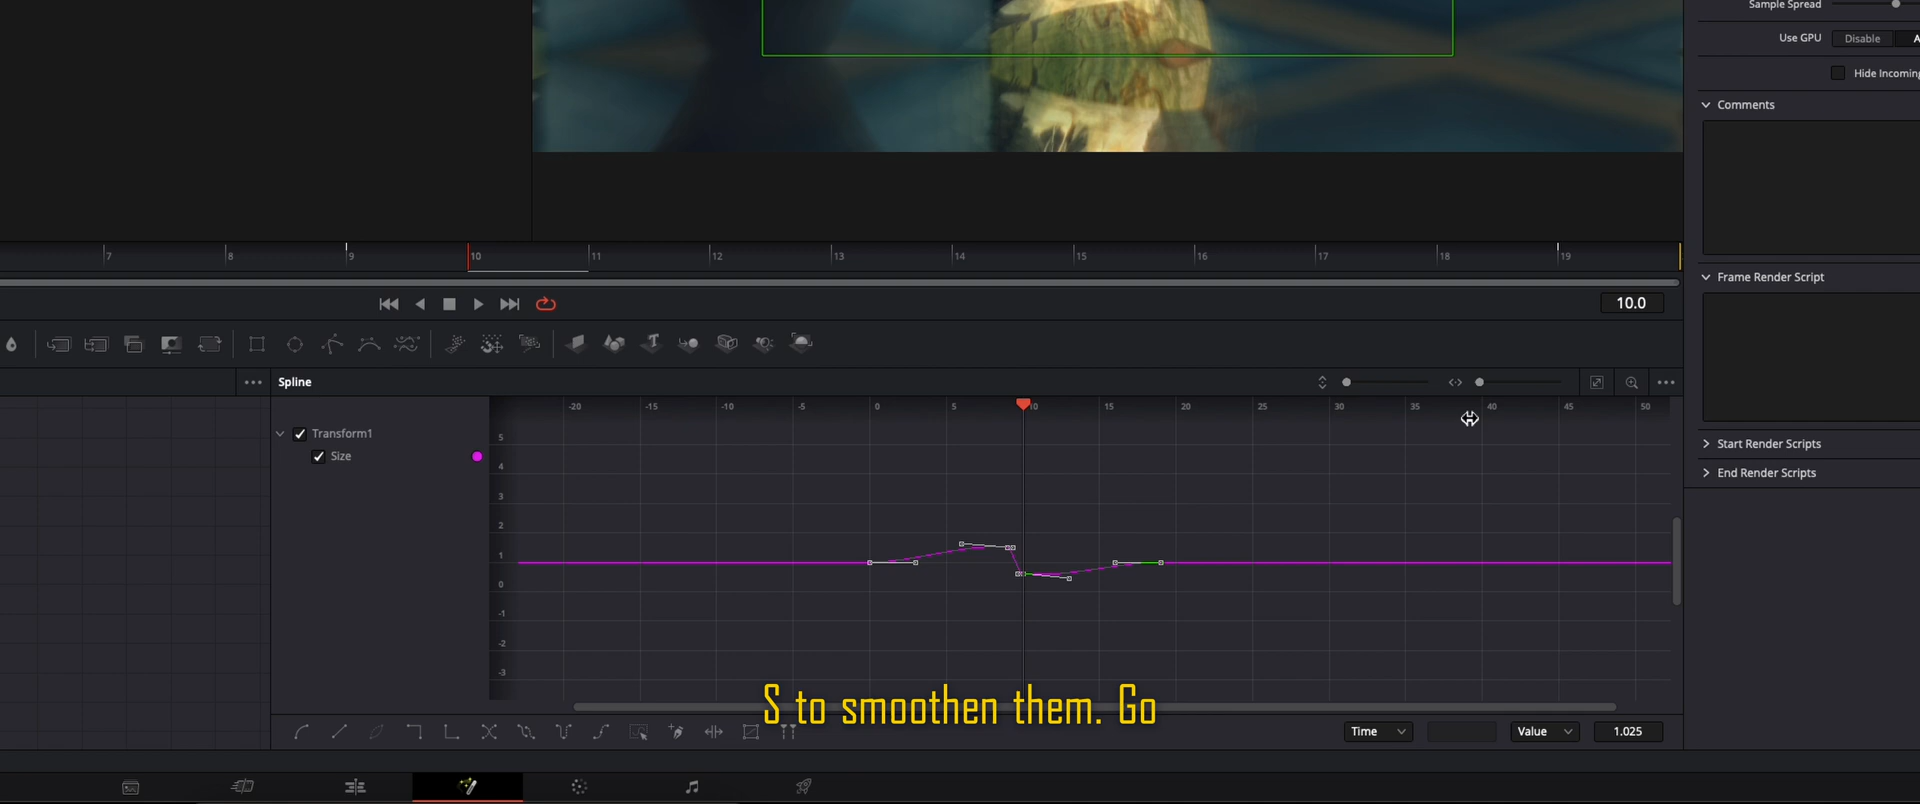 Sample Spread
Use GPU Disable A
Hide Incoming
Comments
7 8 9 10 11 12 13 14 15 16 17 18 19
Frame Render Script
10.0
Spline
-20 -15 -10 -5 0 5 10 15 20 25 30 35 40 45 50
Transform1
Size
5
4
3
2
1
0
-1
-2
-3
Start Render Scripts
End Render Scripts
S to smoothen them. Go
Time Value 1.025